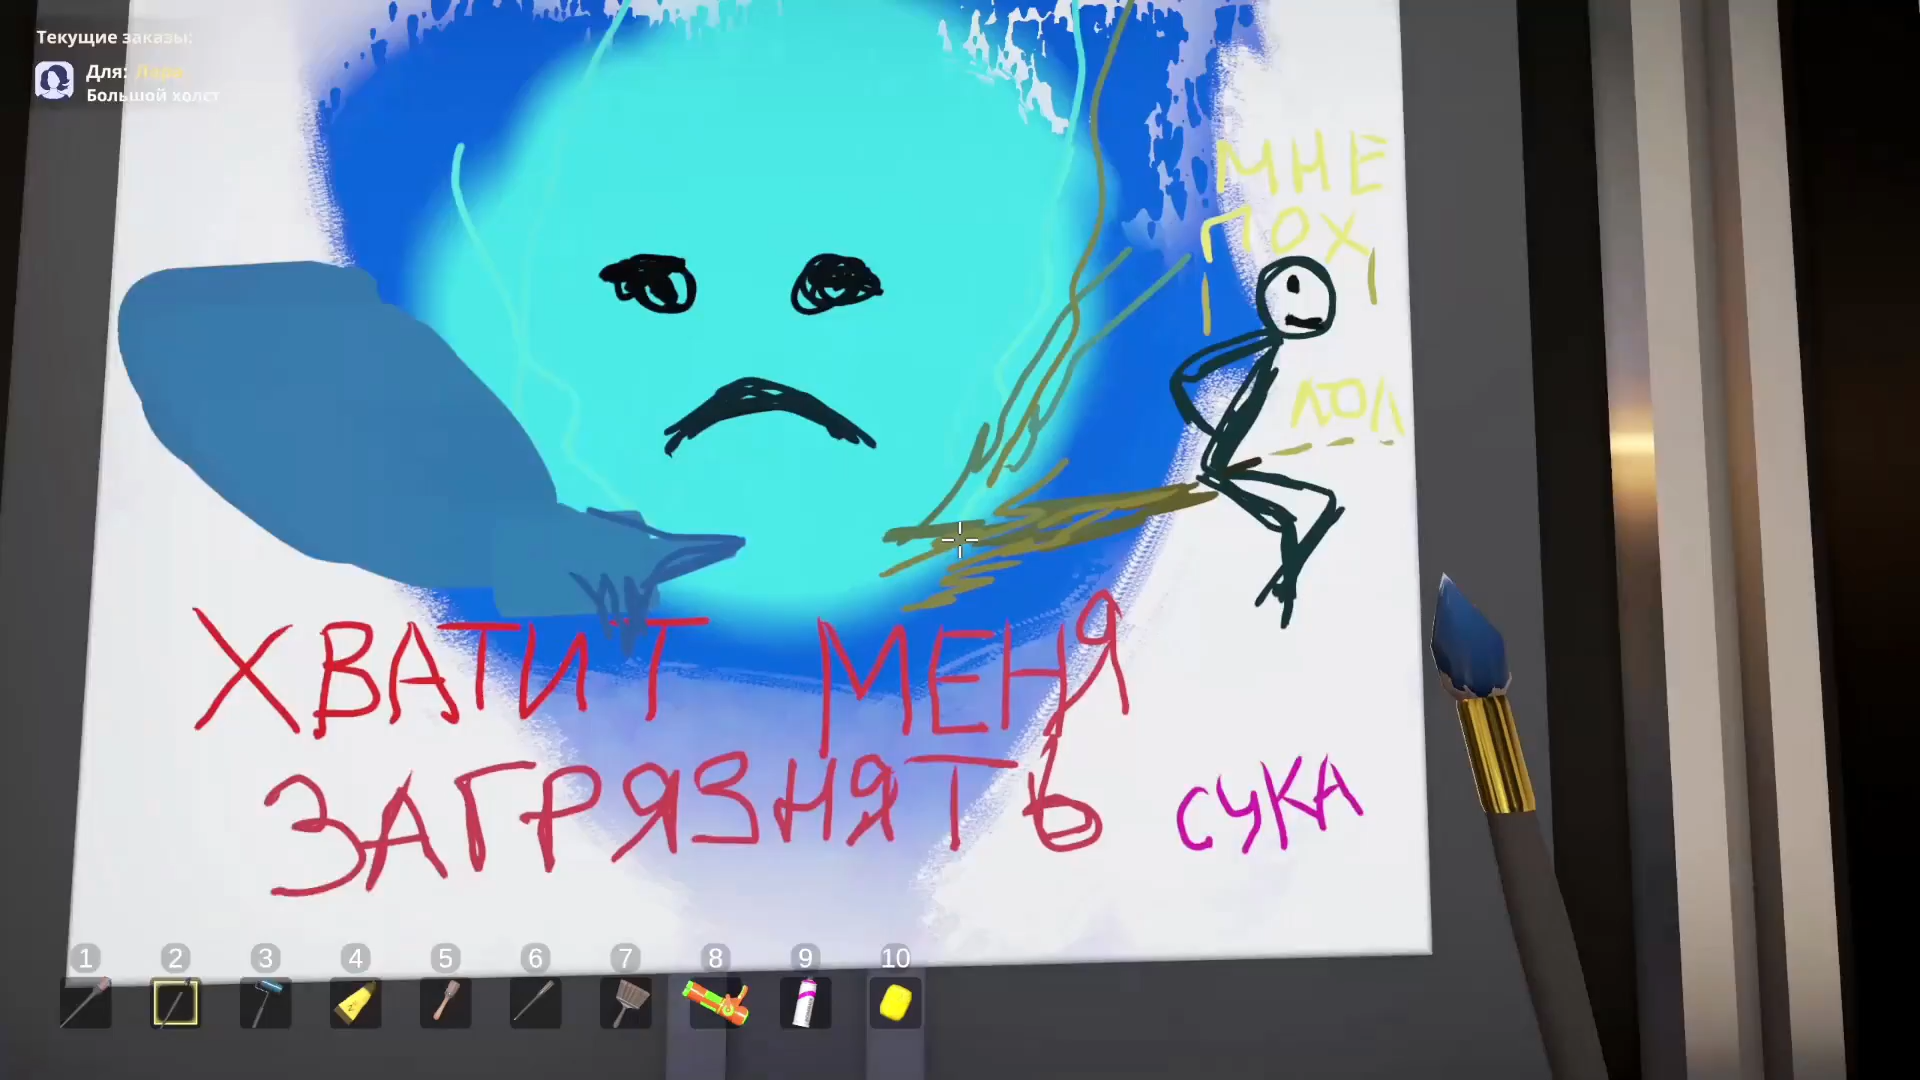 Текущие заказы:
Для: Лари
Большой холст
МНЕ
ПОХ
ЛОЛ
ХВАТИТ МЕНЯ
ЗАГРЯЗНЯТЬ СУКА
1 2 3 4 5 6 7 8 9 10